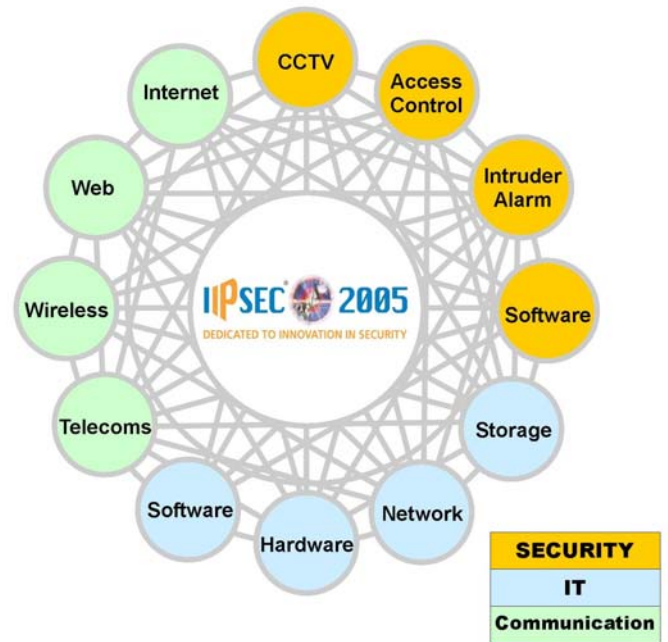 CCTV
Access
Control
Intruder
Alarm
Software
Storage
Network
Hardware
Software
Telecoms
Wireless
Web
Internet
IIPSEC 2005
DEDICATED TO INNOVATION IN SECURITY
SECURITY
IT
Communication